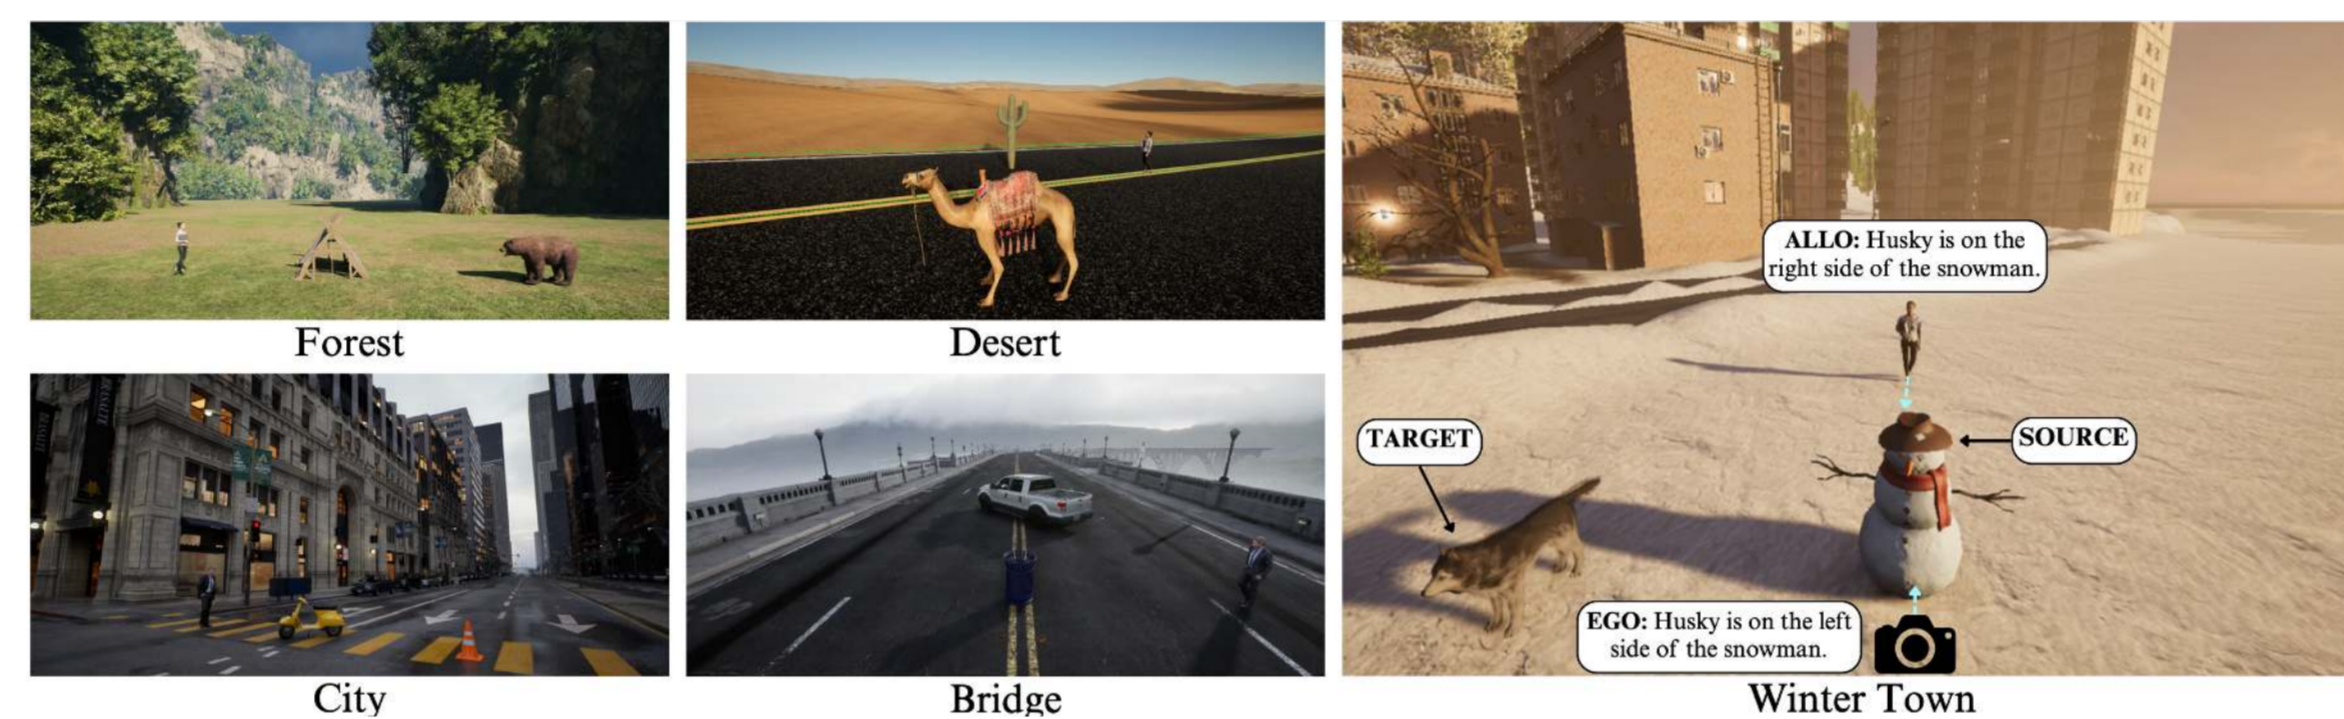 Forest
Desert
City
Bridge
ALLO: Husky is on the
right side of the snowman.
TARGET
SOURCE
EGO: Husky is on the left
side of the snowman.
Winter Town